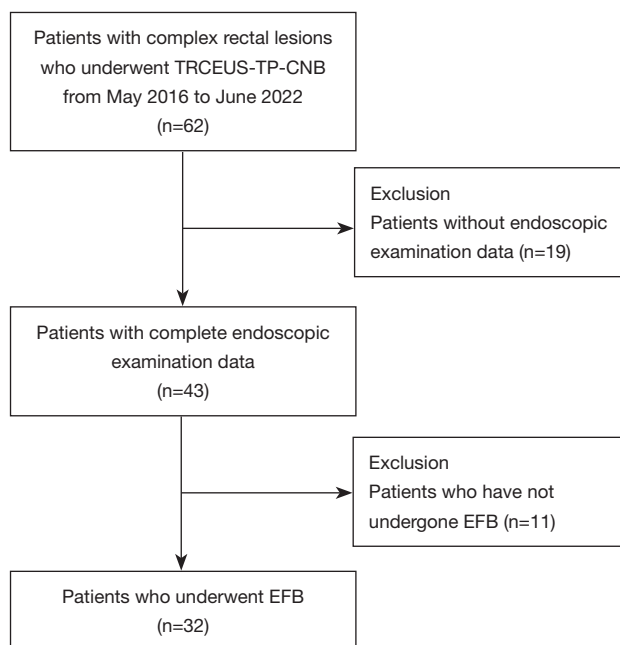 Patients with complex rectal lesions
who underwent TRCEUS-TP-CNB
from May 2016 to June 2022
(n=62)
Exclusion
Patients without endoscopic
examination data (n=19)
Patients with complete endoscopic
examination data
(n=43)
Exclusion
Patients who have not
undergone EFB (n=11)
Patients who underwent EFB
(n=32)